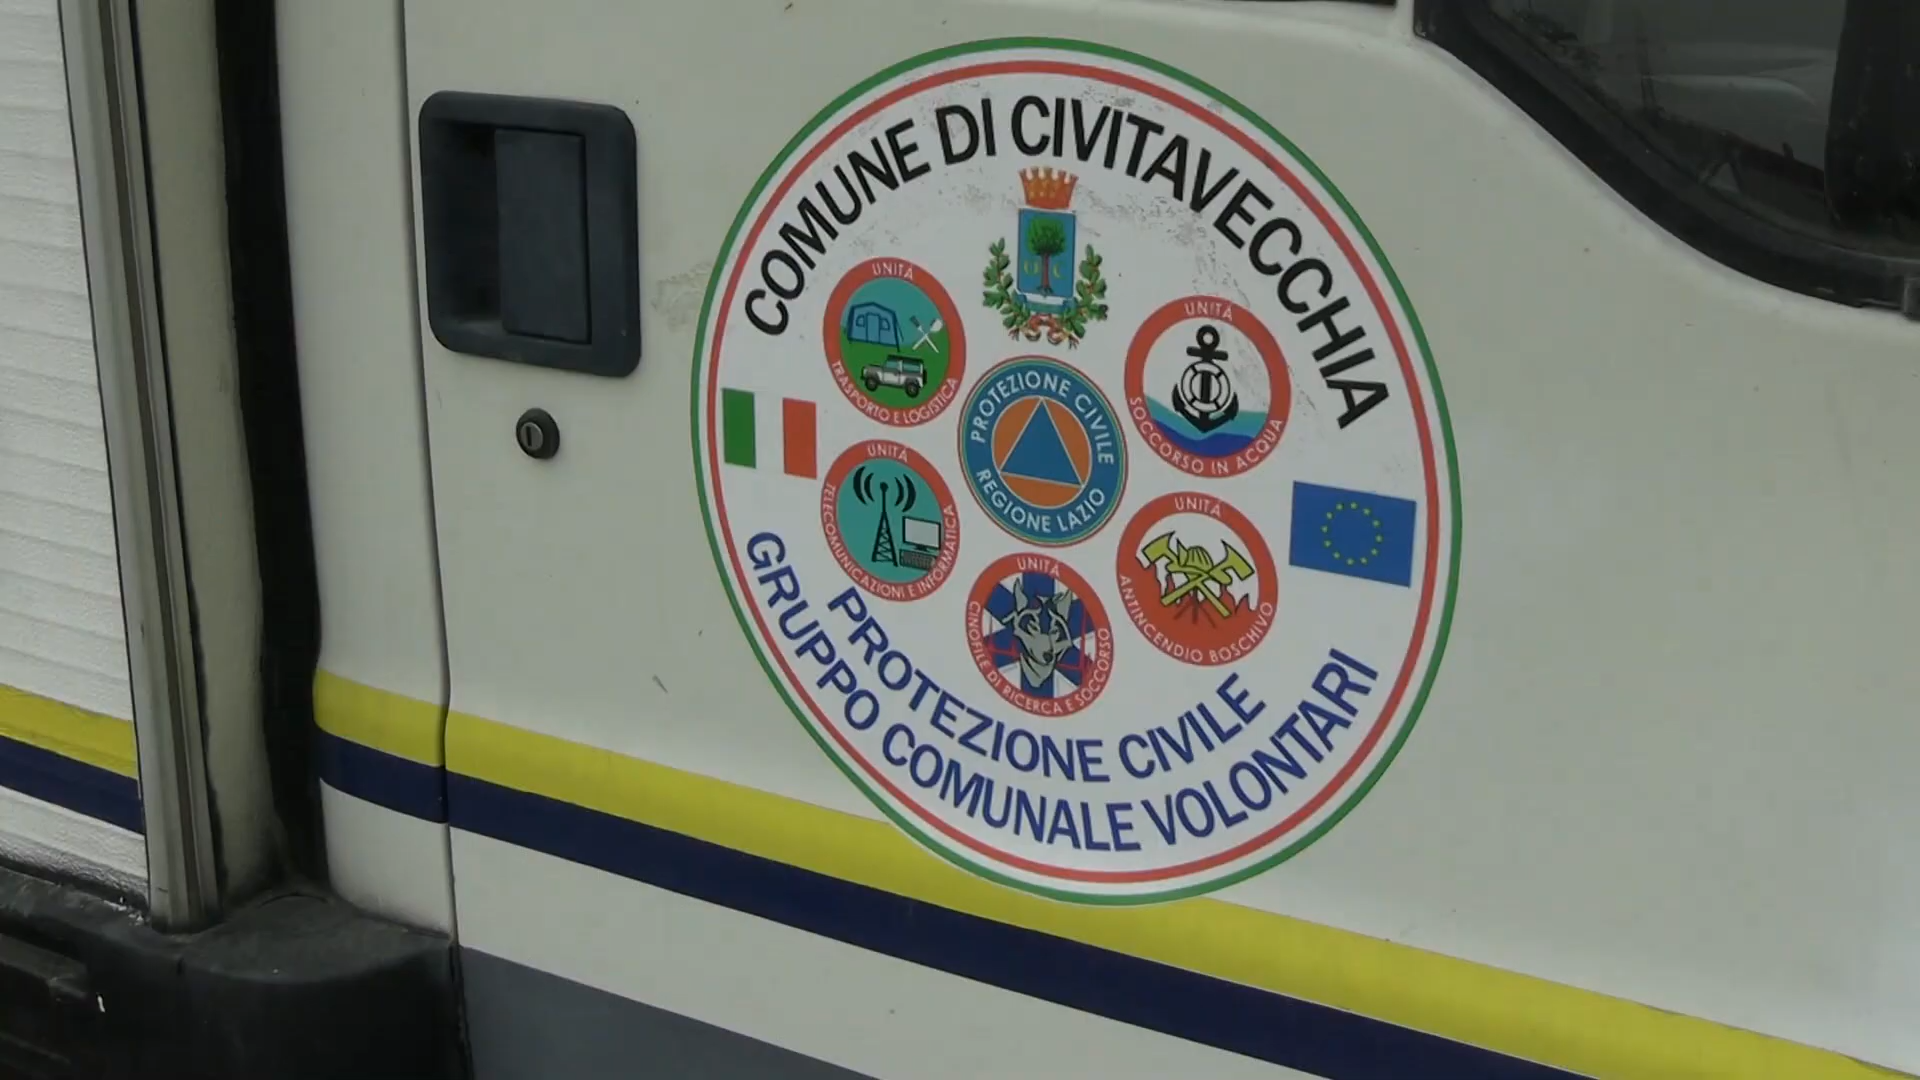 COMUNE DI CIVITAVECCHIA
UNITÀ
TRASPORTO E LOGISTICA
UNITÀ
SOCCORSO IN ACQUA
PROTEZIONE CIVILE
REGIONE LAZIO
UNITÀ
TELECOMUNICAZIONI E INFORMATICA
UNITÀ
ANTINCENDIO BOSCHIVO
UNITÀ
CINOFILE DI RICERCA E SOCCORSO
PROTEZIONE CIVILE
GRUPPO COMUNALE VOLONTARI